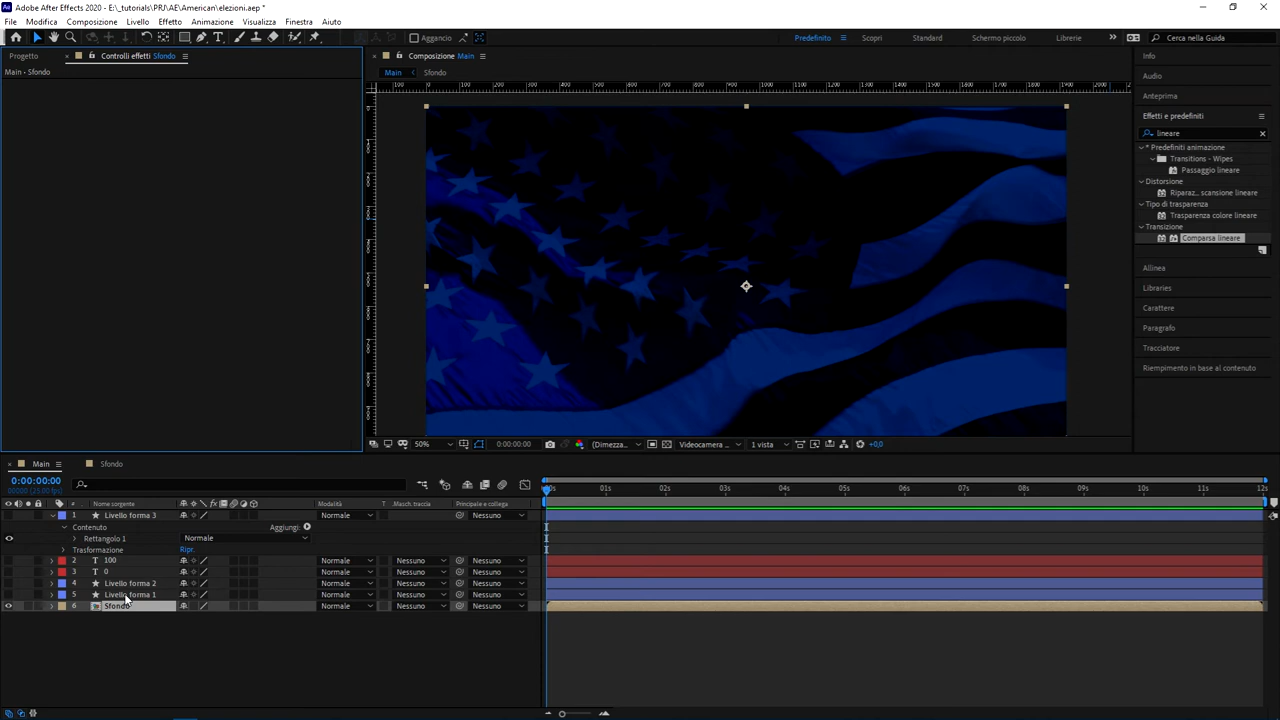 Adobe After Effects 2020 - E:\_tutorials\PRJ\AE\American\elezioni.aep *
File Modifica Composizione Livello Effetto Animazione Visualizza Finestra Aiuto
Aggancio Predefinito Scopri Standard Schermo piccolo Librerie Cerca nella Guida
Progetto Controlli effetti Sfondo Composizione Main Info
Main • Sfondo Main Sfondo
Audio
Anteprima
Effetti e predefiniti
lineare
* Predefiniti animazione
Transitions - Wipes
Passaggio lineare
Distorsione
Riparaz... scansione lineare
Tipo di trasparenza
Trasparenza colore lineare
Transizione
Comparsa lineare
Allinea
Libraries
Carattere
Paragrafo
Tracciatore
Riempimento in base al contenuto
50% 0:00:00:00 (Dimezza... Videocamera ... 1 vista +0,0
Main Sfondo
0:00:00:00
00000 (25.00 fps)
01s 02s 03s 04s 05s 06s 07s 08s 09s 10s 11s 12s
# Nome sorgente Modalità T Masch. tracc. Principale e collega
1 Livello forma 3 Normale Nessuno
Contenuto Aggiungi:
Rettangolo 1 Normale
Trasformazione Ripr.
2 T 100 Normale Nessuno Nessuno
3 T 0 Normale Nessuno Nessuno
4 Livello forma 2 Normale Nessuno Nessuno
5 Livello forma 1 Normale Nessuno Nessuno
6 Sfondo Normale Nessuno Nessuno